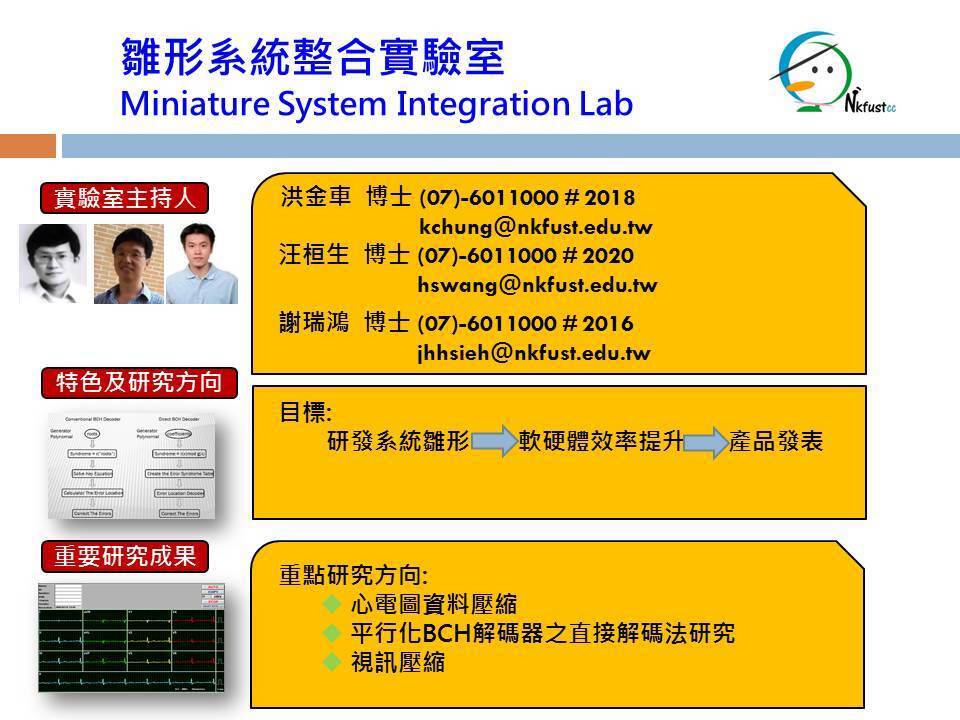 雛形系統整合實驗室
Miniature System Integration Lab
Nkfustcc
實驗室主持人
洪金車 博士 (07)-6011000 # 2018
kchung@nkfust.edu.tw
汪桓生 博士 (07)-6011000 # 2020
hswang@nkfust.edu.tw
謝瑞鴻 博士 (07)-6011000 # 2016
jhhsieh@nkfust.edu.tw
特色及研究方向
Conventional BCH Decoder
Direct BCH Decoder
Generator Polynomial
roots
Generator Polynomial
coefficients
Solve Key Equation
Create the Error Syndrome Table
Calculator The Error Location
Error Location Decoder
Correct The Errors
Correct The Errors
目標:
研發系統雛形
軟硬體效率提升
產品發表
重要研究成果
重點研究方向:
心電圖資料壓縮
平行化BCH解碼器之直接解碼法研究
視訊壓縮